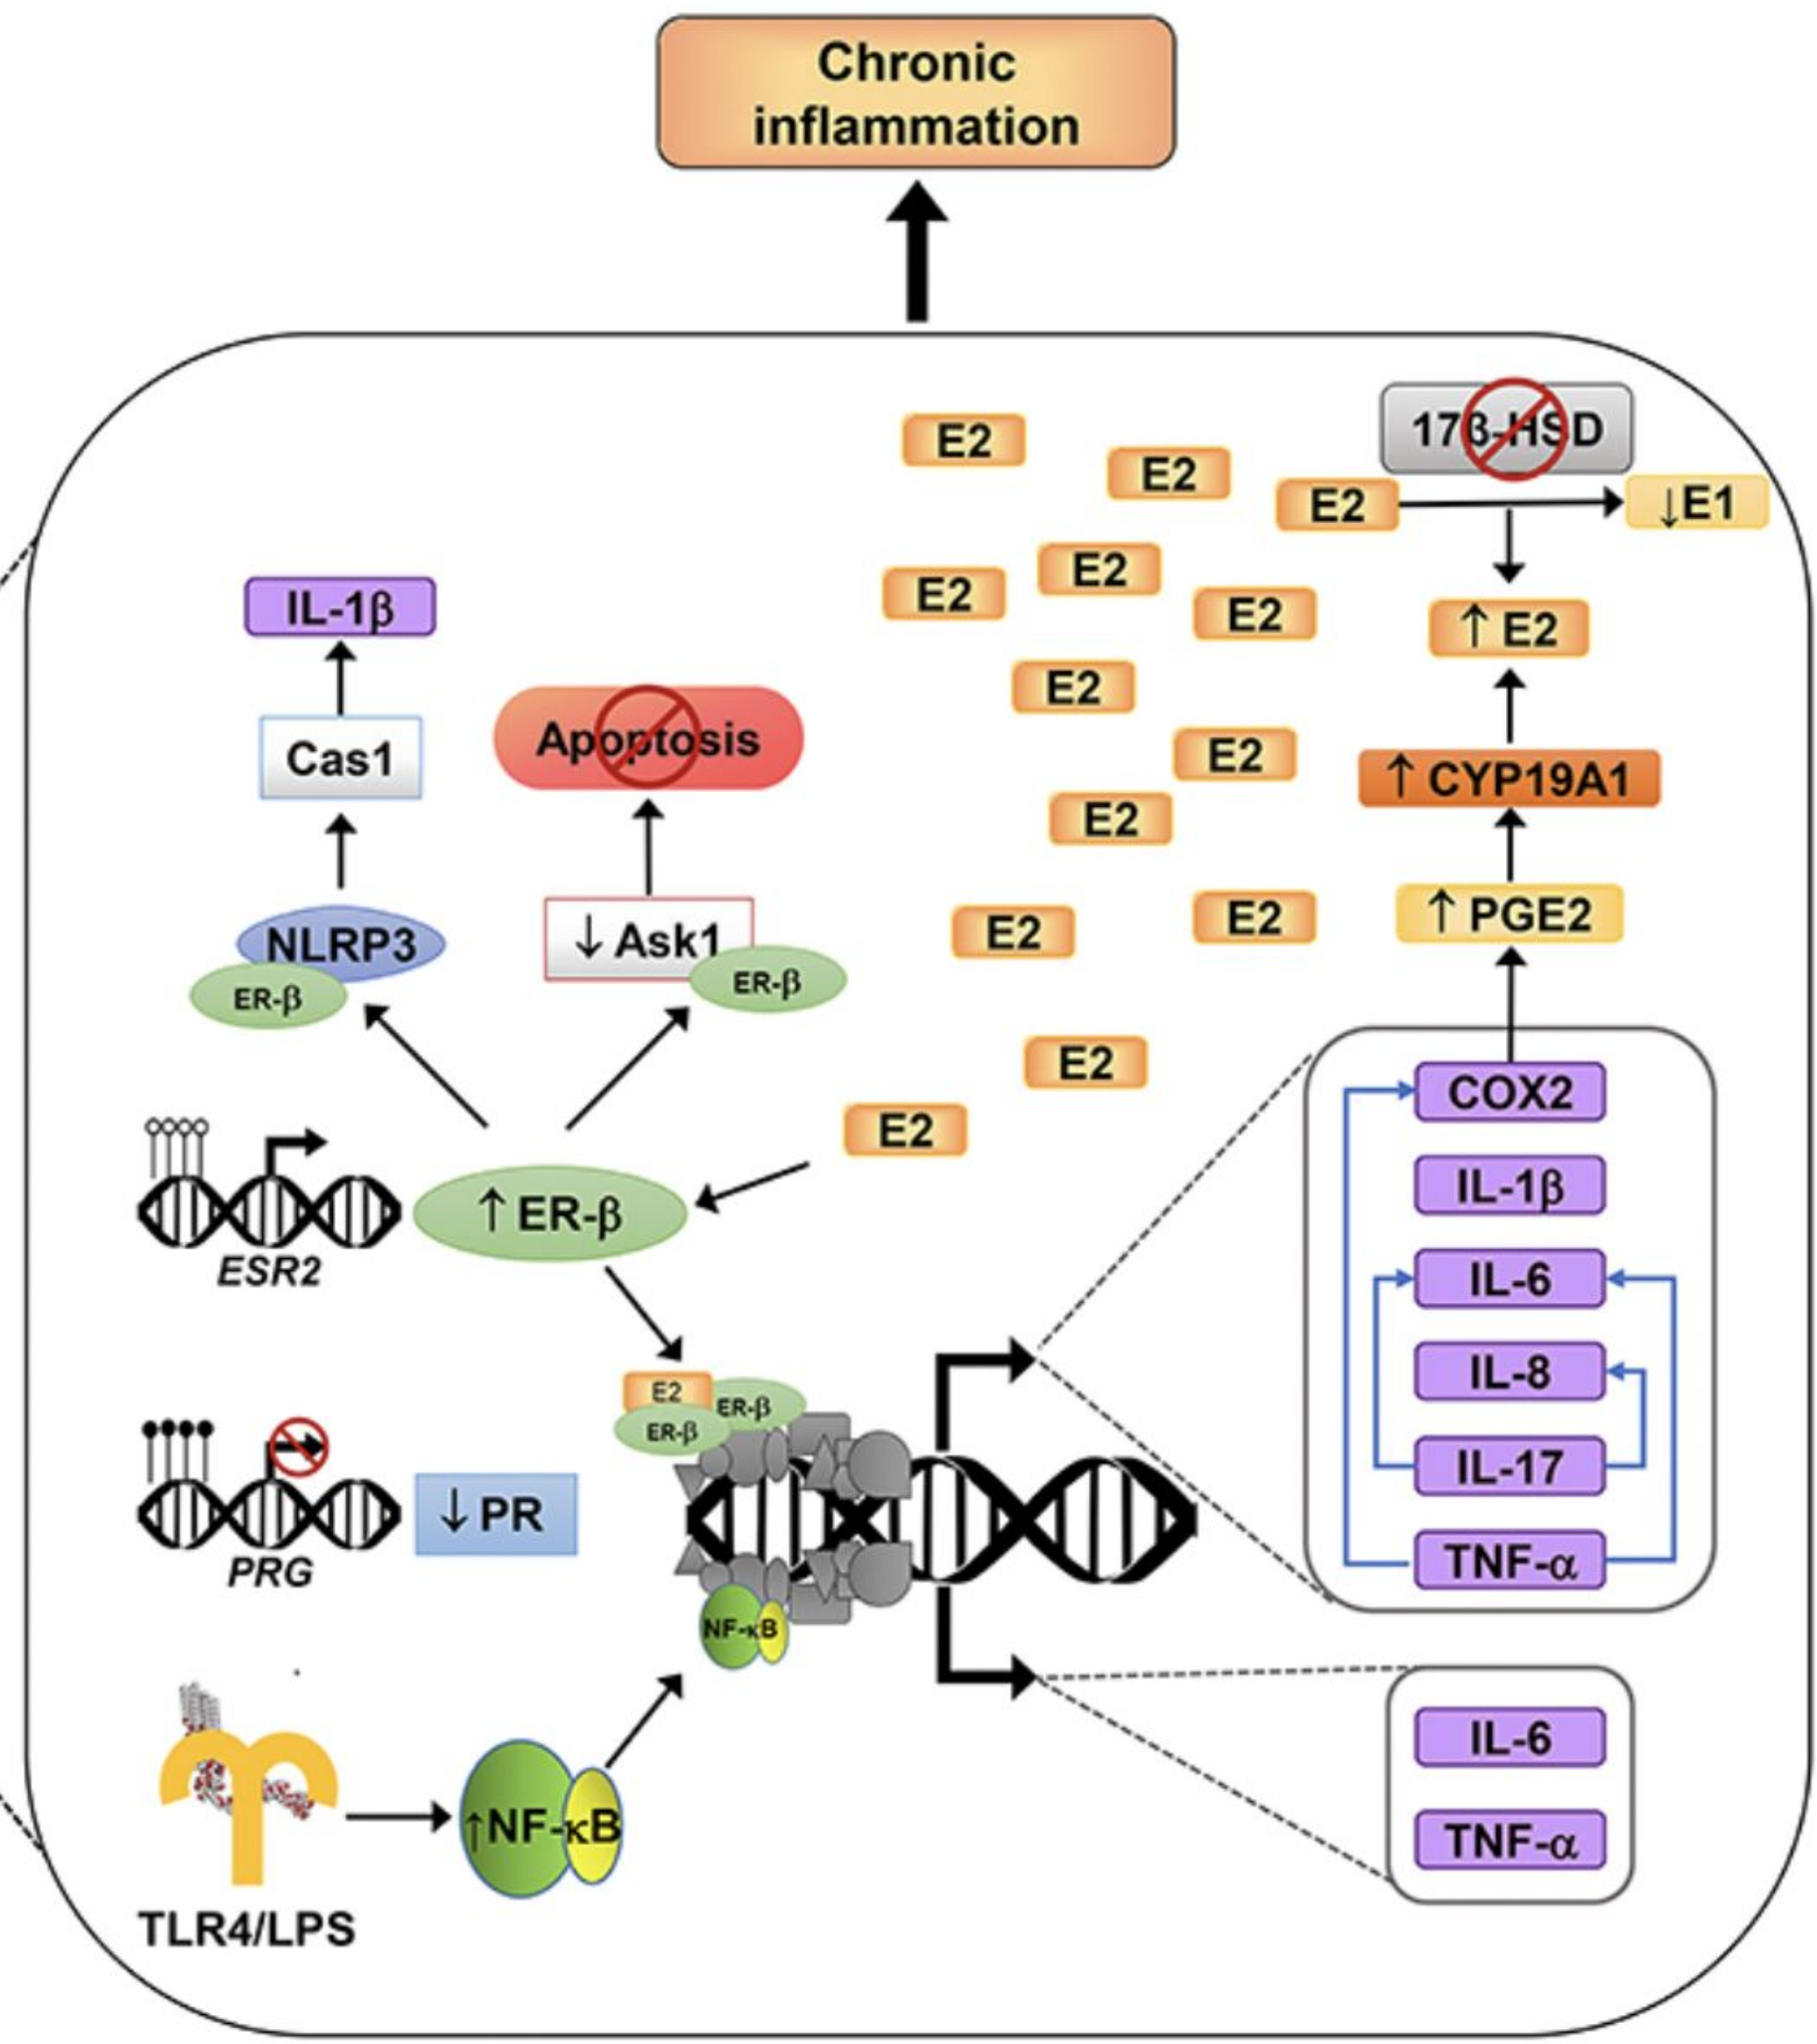 Chronic
inflammation
17β-HSD
E2
E2
E2
↓E1
E2
E2
E2
↑ E2
IL-1β
E2
Apoptosis
Cas1
E2
↑ CYP19A1
E2
E2
E2
↑ PGE2
NLRP3
ER-β
↓ Ask1
ER-β
E2
E2
COX2
IL-1β
IL-6
IL-8
IL-17
TNF-α
↑ ER-β
ESR2
E2
ER-β
ER-β
↓ PR
PRG
NF-κB
↑NF-κB
TLR4/LPS
IL-6
TNF-α